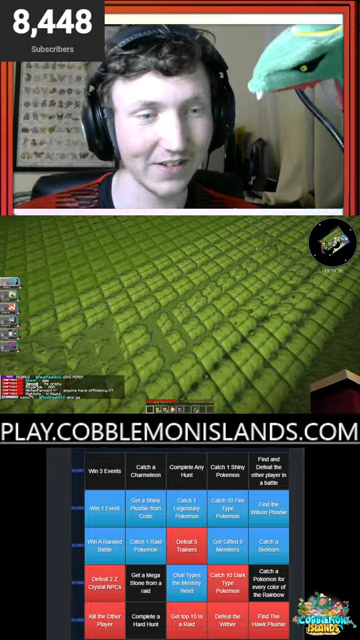 8,448
Subscribers
PLAY.COBBLEMONISLANDS.COM
Win 3 Events
Catch a Charmeleon
Complete Any Hunt
Catch 1 Shiny Pokemon
Find and Defeat the other player in a battle
Win 1 Event
Get a Shiny Plushie from Crate
Catch 1 Legendary Pokemon
Catch 10 Fire Type Pokemon
Find the Wilson Plushie
Win A Ranked Battle
Catch 1 Raid Pokemon
Defeat 5 Trainers
Get Gifted 5 Members
Catch a Breloom
Defeat 2 Z Crystal NPCs
Get a Mega Stone from a raid
Chat Types the Mystery Word
Catch 10 Dark Type Pokemon
Catch a Pokemon for every color of the Rainbow
Kill the Other Player
Complete a Hard Hunt
Get top 10 In a Raid
Defeat the Wither
Find The Hawk Plushie
COBBLEMON
ISLANDS